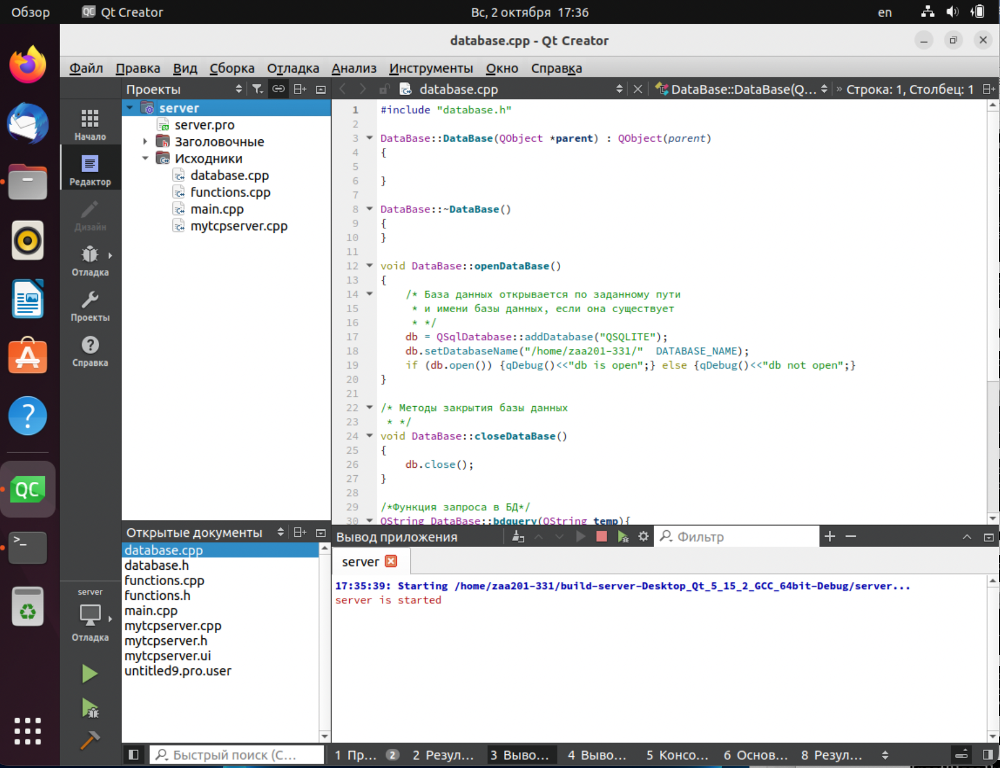 Обзор
QC Qt Creator
Вс, 2 октября 17:36
en
database.cpp - Qt Creator
Файл Правка Вид Сборка Отладка Анализ Инструменты Окно Справка
Проекты
database.cpp
DataBase::DataBase(Q...
» Строка: 1, Столбец: 1
Начало
Редактор
Дизайн
Отладка
Проекты
Справка
server
server.pro
Заголовочные
Исходники
database.cpp
functions.cpp
main.cpp
mytcpserver.cpp
1 #include "database.h"
2
3 DataBase::DataBase(QObject *parent) : QObject(parent)
4 {
5
6 }
7
8 DataBase::~DataBase()
9 {
10 }
11
12 void DataBase::openDataBase()
13 {
14 /* База данных открывается по заданному пути
15 * и имени базы данных, если она существует
16 * */
17 db = QSqlDatabase::addDatabase("QSQLITE");
18 db.setDatabaseName("/home/zaa201-331/" DATABASE_NAME);
19 if (db.open()) {qDebug()<<"db is open";} else {qDebug()<<"db not open";}
20 }
21
22 /* Методы закрытия базы данных
23 * */
24 void DataBase::closeDataBase()
25 {
26 db.close();
27 }
28
29 /*Функция запроса в БД*/
30 QString DataBase::bdquery(QString temp){
QC
Открытые документы
database.cpp
database.h
functions.cpp
functions.h
main.cpp
mytcpserver.cpp
mytcpserver.h
mytcpserver.ui
untitled9.pro.user
server
Отладка
Вывод приложения
Фильтр
server
17:35:39: Starting /home/zaa201-331/build-server-Desktop_Qt_5_15_2_GCC_64bit-Debug/server...
server is started
Быстрый поиск (С...
1 Пр... 2
2 Резул...
3 Выво...
4 Выво...
5 Консо...
6 Основ...
8 Резул...